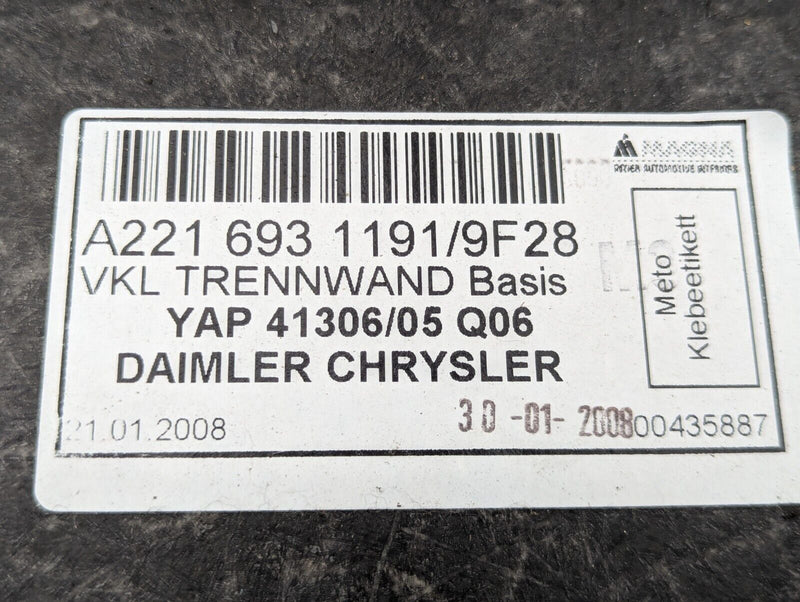 MAGNA
A221 693 1191/9F28
VKL TRENNWAND Basis
YAP 41306/05 Q06
DAIMLER CHRYSLER
Meto
Klebeetikett
21.01.2008
30 -01- 2008
00435887